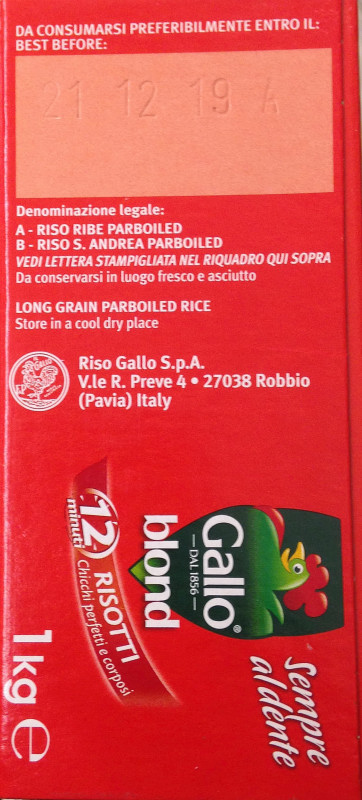 DA CONSUMARSI PREFERIBILMENTE ENTRO IL:
BEST BEFORE:
21 12 19 A
Denominazione legale:
A - RISO RIBE PARBOILED
B - RISO S. ANDREA PARBOILED
VEDI LETTERA STAMPIGLIATA NEL RIQUADRO QUI SOPRA
Da conservarsi in luogo fresco e asciutto
LONG GRAIN PARBOILED RICE
Store in a cool dry place
Riso Gallo S.p.A.
V.le R. Preve 4 • 27038 Robbio
(Pavia) Italy
Gallo®
— DAL 1856 —
blond
Sempre
al dente
12
minuti
RISOTTI
Chicchi perfetti e corposi
1kg e